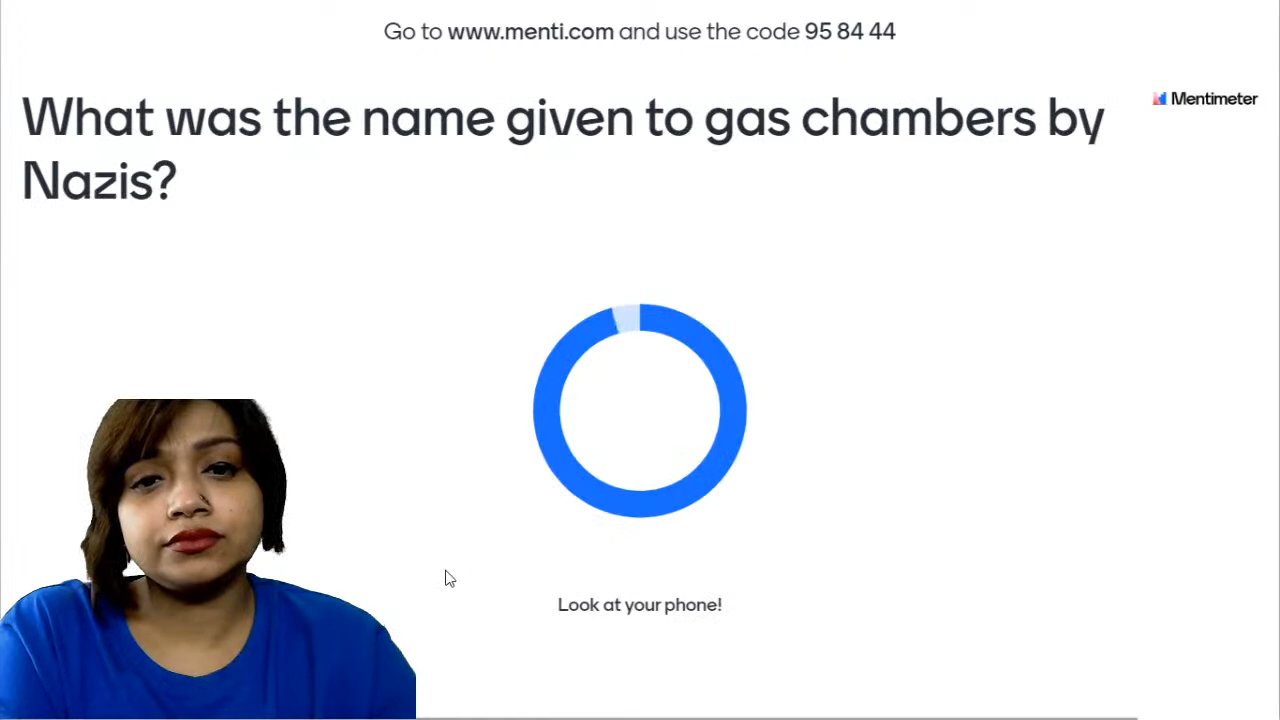 Go to www.menti.com and use the code 95 84 44
Mentimeter
What was the name given to gas chambers by
Nazis?
Look at your phone!